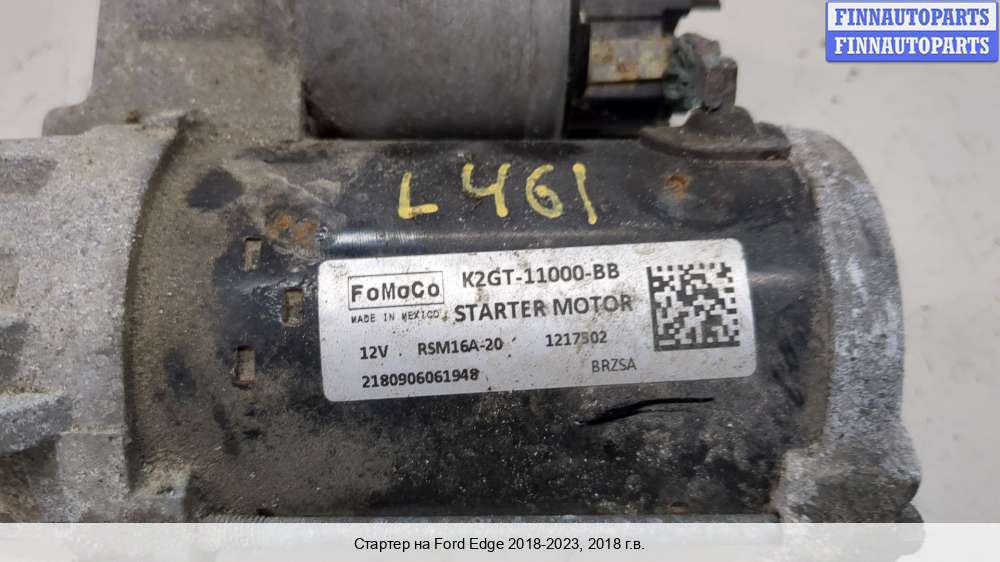 FINNAUTOPARTS
FINNAUTOPARTS
L461
FoMoCo
MADE IN MEXICO
K2GT-11000-BB
STARTER MOTOR
12V RSM16A-20 1217502
2180906061948
BRZSA
Стартер на Ford Edge 2018-2023, 2018 г.в.